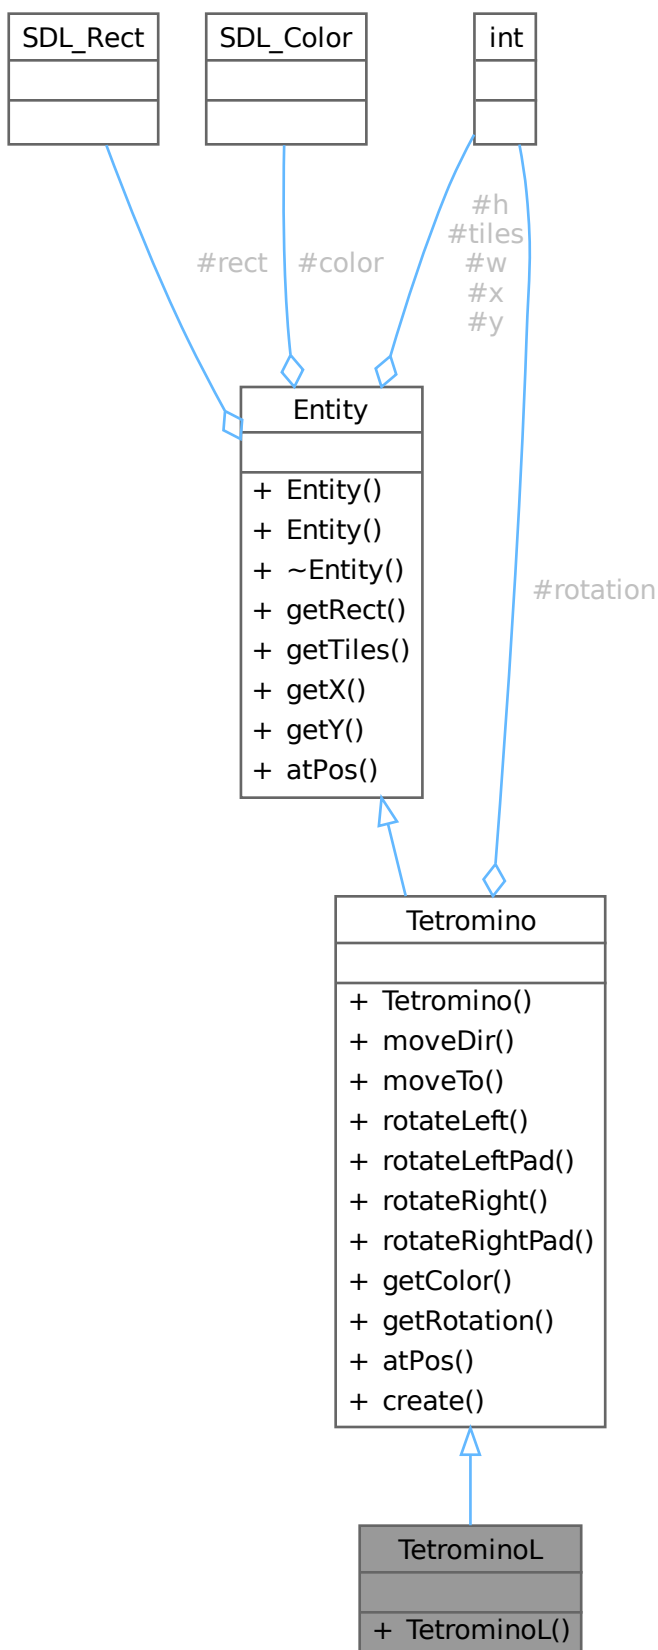 SDL_Rect
SDL_Color
int
#h
#tiles
#w
#x
#y
#rect
#color
Entity
+ Entity()
+ Entity()
+ ~Entity()
+ getRect()
+ getTiles()
+ getX()
+ getY()
+ atPos()
#rotation
Tetromino
+ Tetromino()
+ moveDir()
+ moveTo()
+ rotateLeft()
+ rotateLeftPad()
+ rotateRight()
+ rotateRightPad()
+ getColor()
+ getRotation()
+ atPos()
+ create()
TetrominoL
+ TetrominoL()